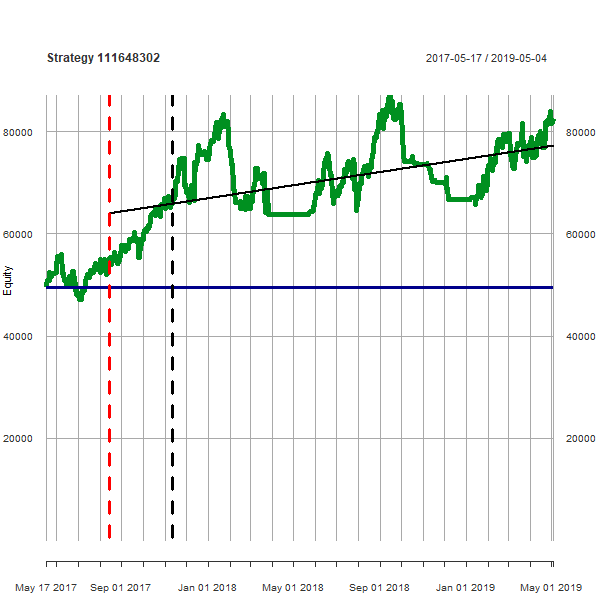 Strategy 111648302
2017-05-17 / 2019-05-04
80000
80000
60000
60000
Equity
40000
40000
20000
20000
May 17 2017
Sep 01 2017
Jan 01 2018
May 01 2018
Sep 01 2018
Jan 01 2019
May 01 2019